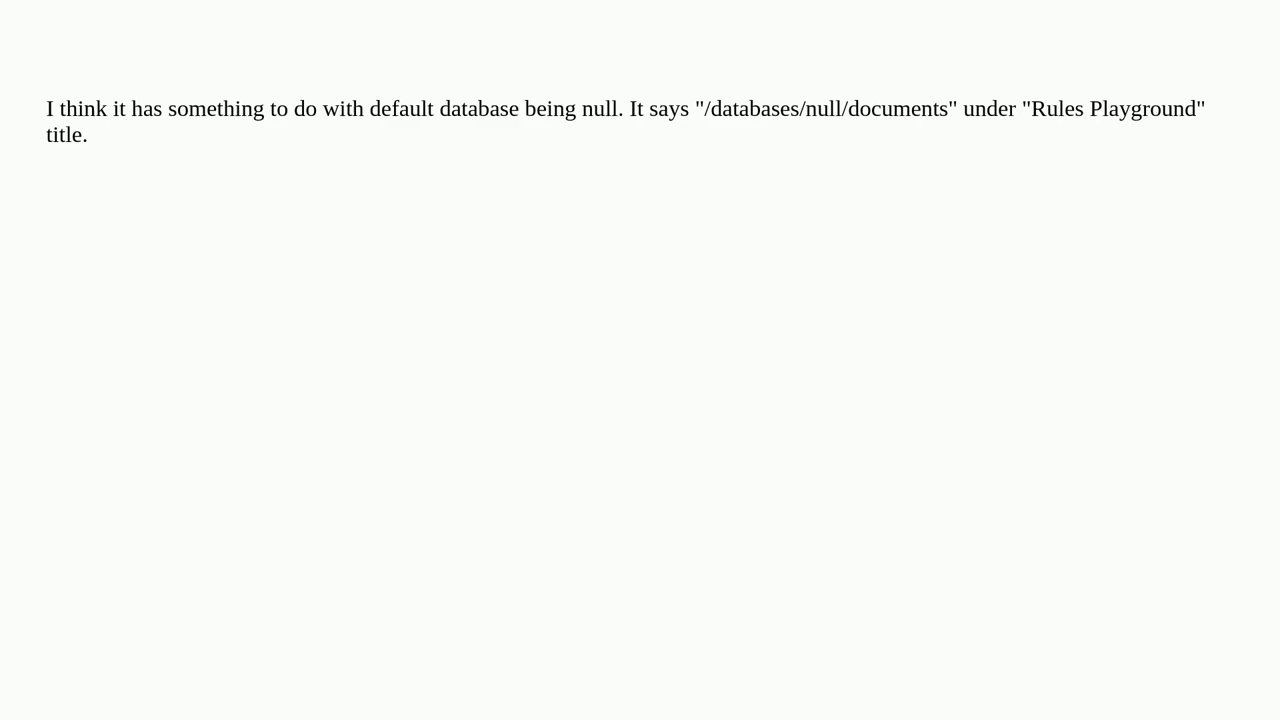 I think it has something to do with default database being null. It says "/databases/null/documents" under "Rules Playground"
title.